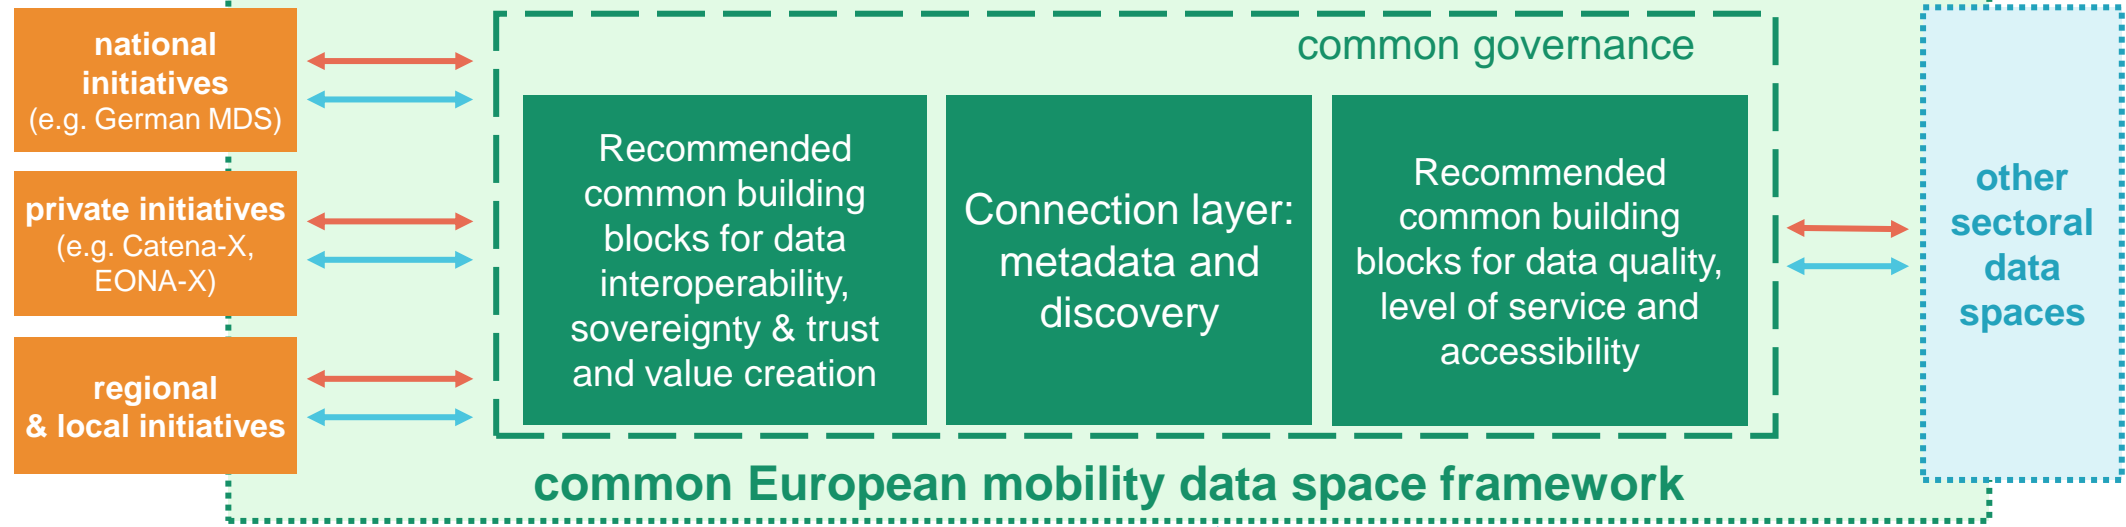 national
initiatives
(e.g. German MDS)
private initiatives
(e.g. Catena-X,
EONA-X)
regional
& local initiatives
common governance
Recommended
common building
blocks for data
interoperability,
sovereignty & trust
and value creation
Connection layer:
metadata and
discovery
Recommended
common building
blocks for data quality,
level of service and
accessibility
common European mobility data space framework
other
sectoral
data
spaces